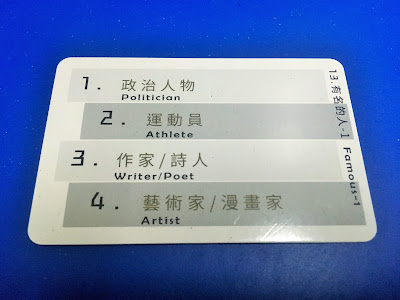 1. 政治人物
Politician
2. 運動員
Athlete
3. 作家/詩人
Writer/Poet
4. 藝術家/漫畫家
Artist
13.有名的人-1 Famous-1